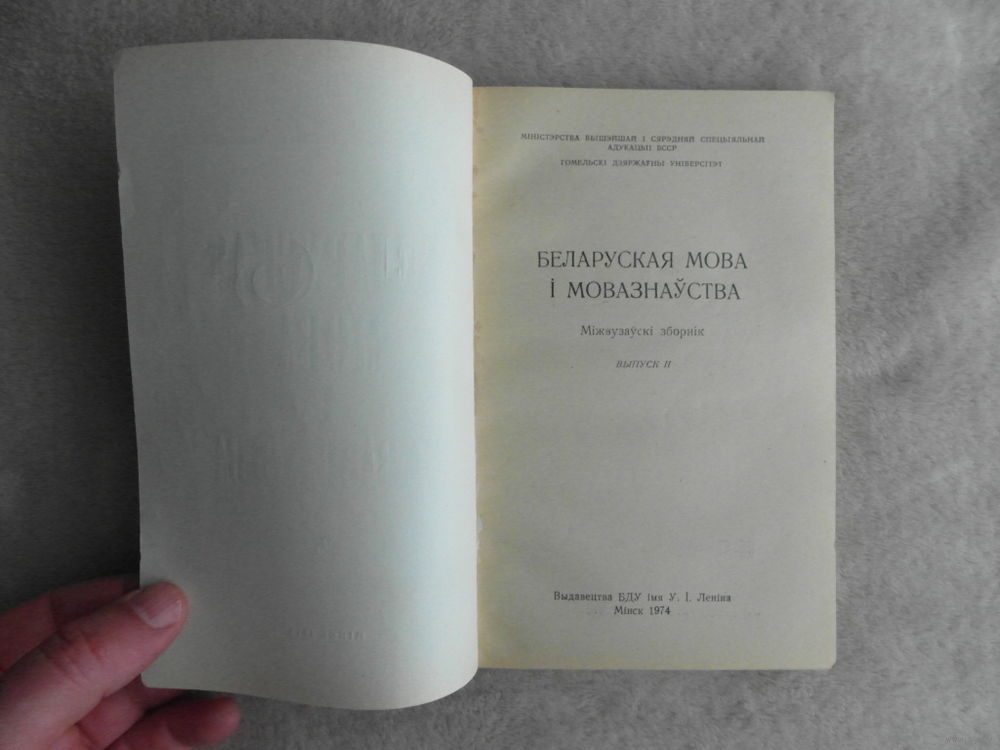 МІНІСТЭРСТВА ВЫШЭЙШАЙ І СЯРЭДНЯЙ СПЕЦЫЯЛЬНАЙ
АДУКАЦЫІ БССР
ГОМЕЛЬСКІ ДЗЯРЖАЎНЫ УНІВЕРСІТЭТ
БЕЛАРУСКАЯ МОВА
І МОВАЗНАЎСТВА
Міжвузаўскі зборнік
ВЫПУСК II
Выдавецтва БДУ імя У. І. Леніна
Мінск 1974